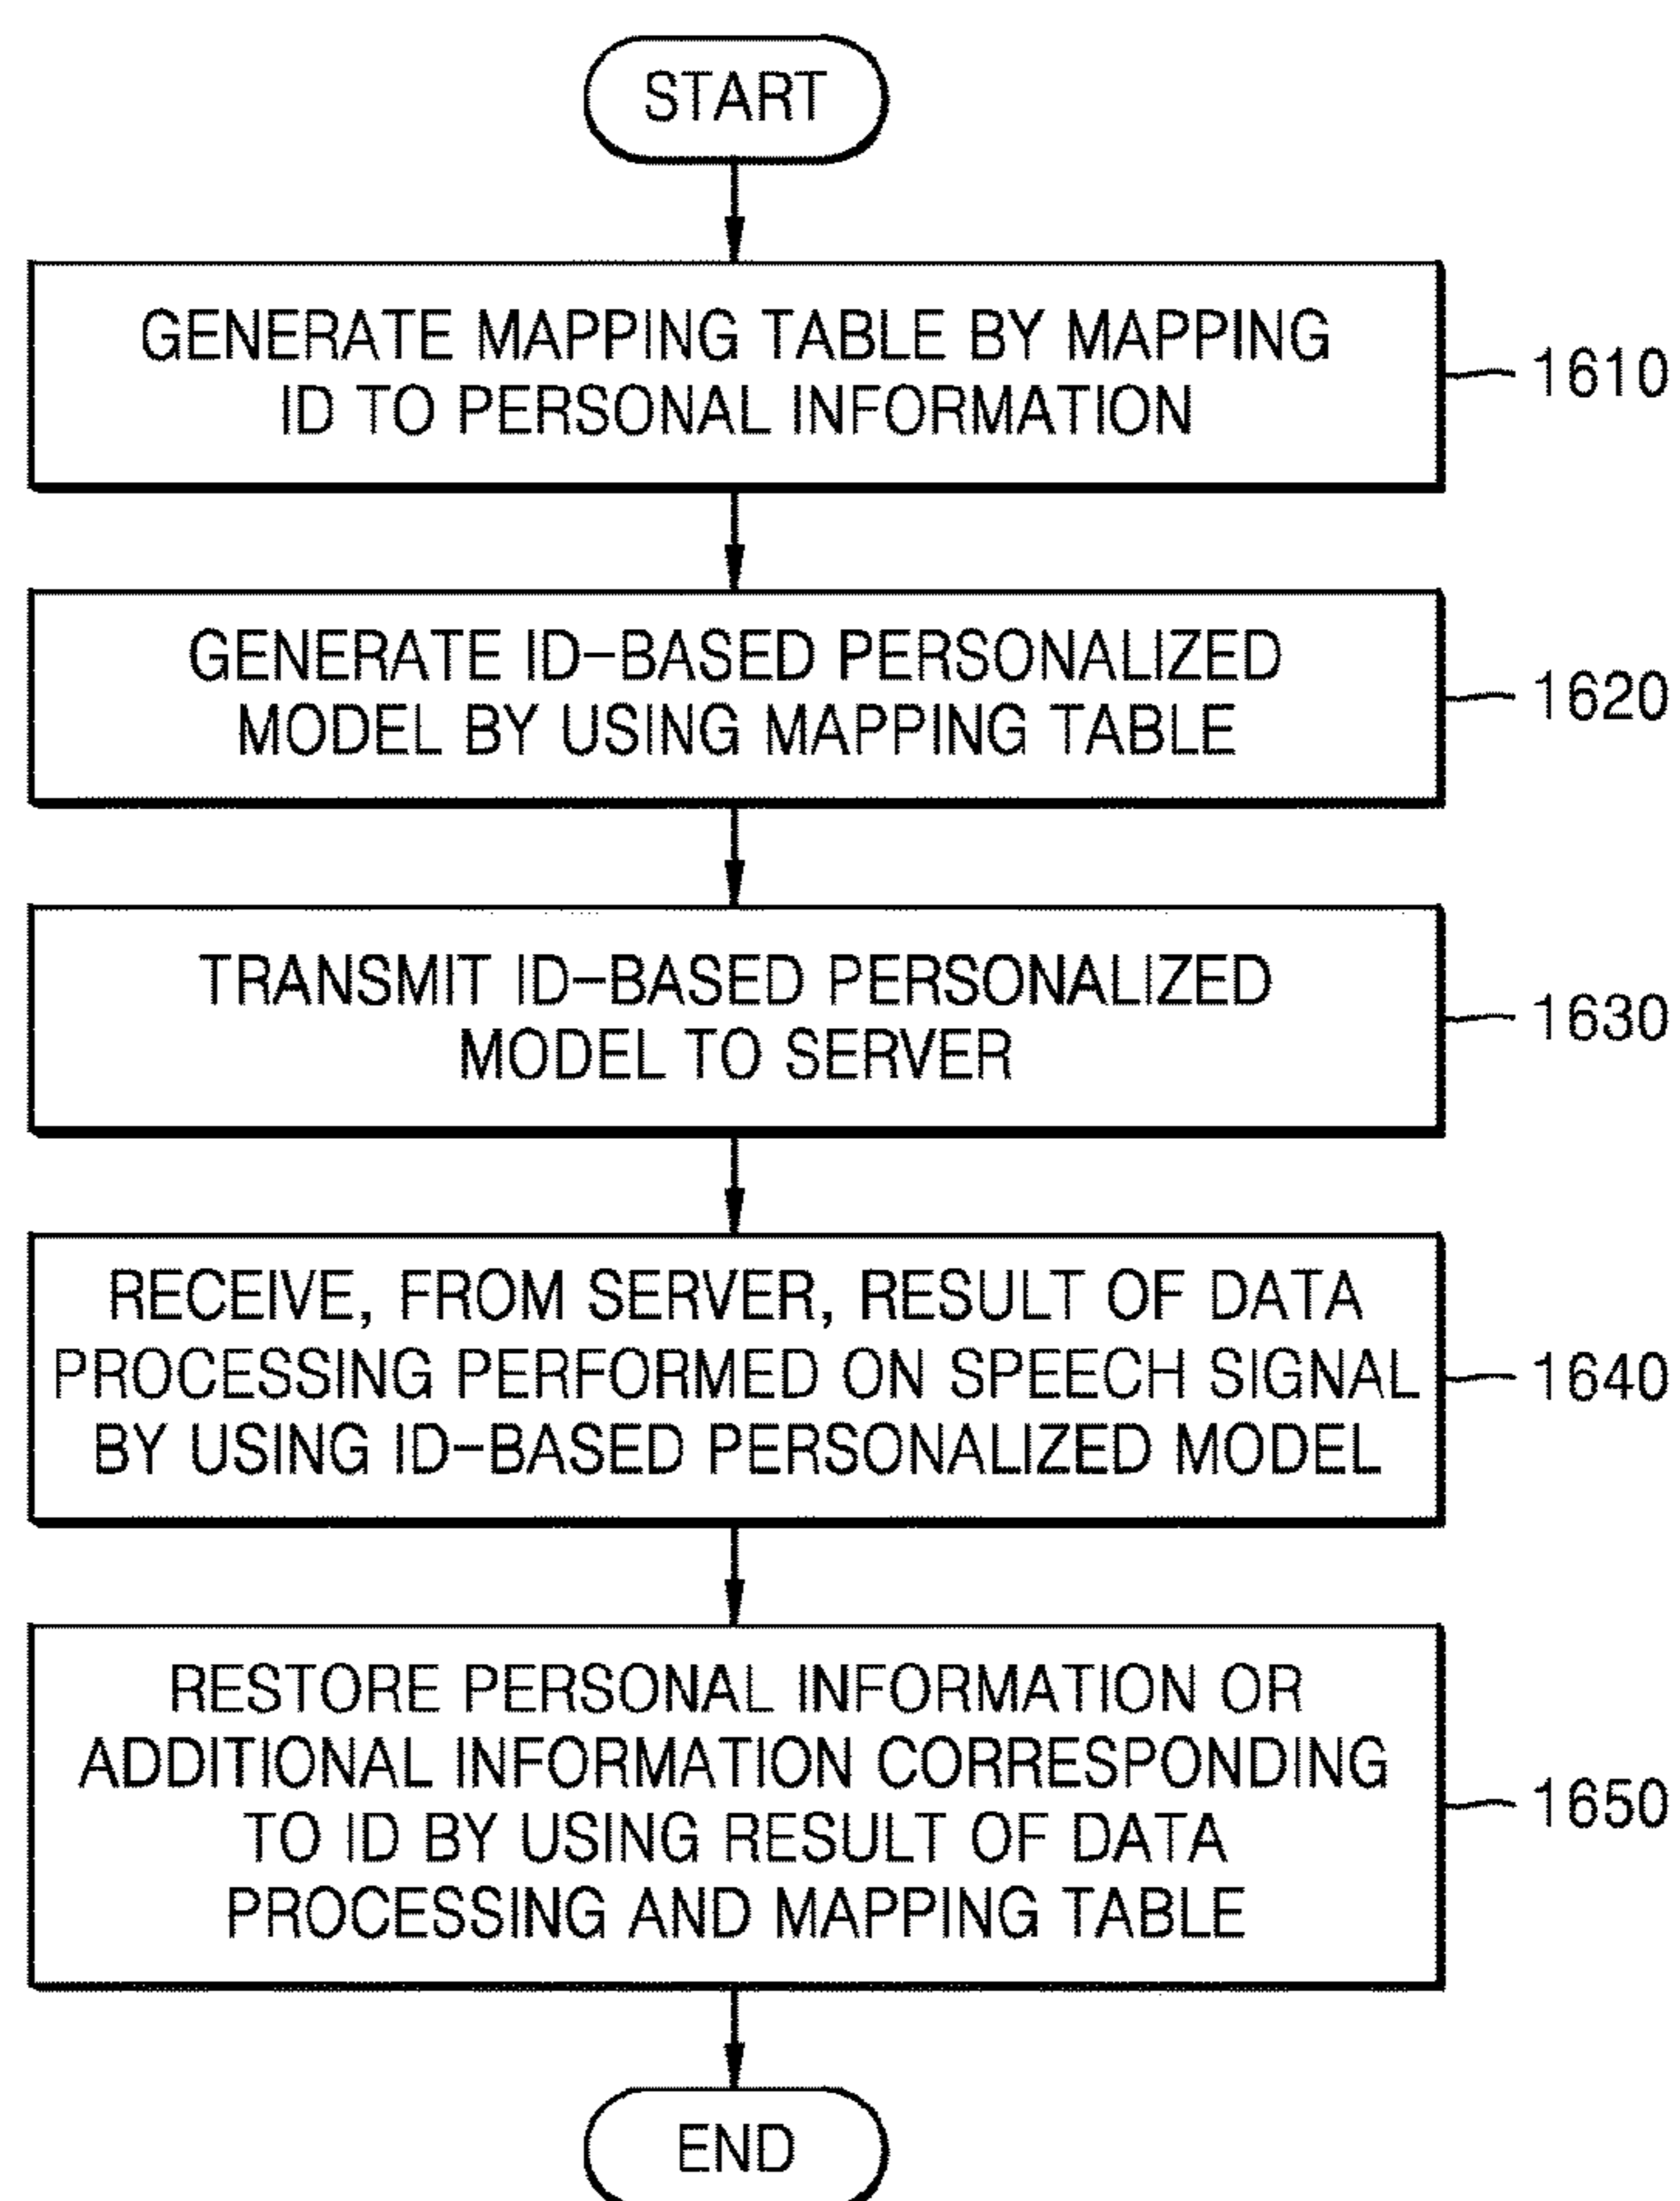 START
GENERATE MAPPING TABLE BY MAPPING
ID TO PERSONAL INFORMATION
1610
GENERATE ID-BASED PERSONALIZED
MODEL BY USING MAPPING TABLE
1620
TRANSMIT ID-BASED PERSONALIZED
MODEL TO SERVER
1630
RECEIVE, FROM SERVER, RESULT OF DATA
PROCESSING PERFORMED ON SPEECH SIGNAL
BY USING ID-BASED PERSONALIZED MODEL
1640
RESTORE PERSONAL INFORMATION OR
ADDITIONAL INFORMATION CORRESPONDING
TO ID BY USING RESULT OF DATA
PROCESSING AND MAPPING TABLE
1650
END